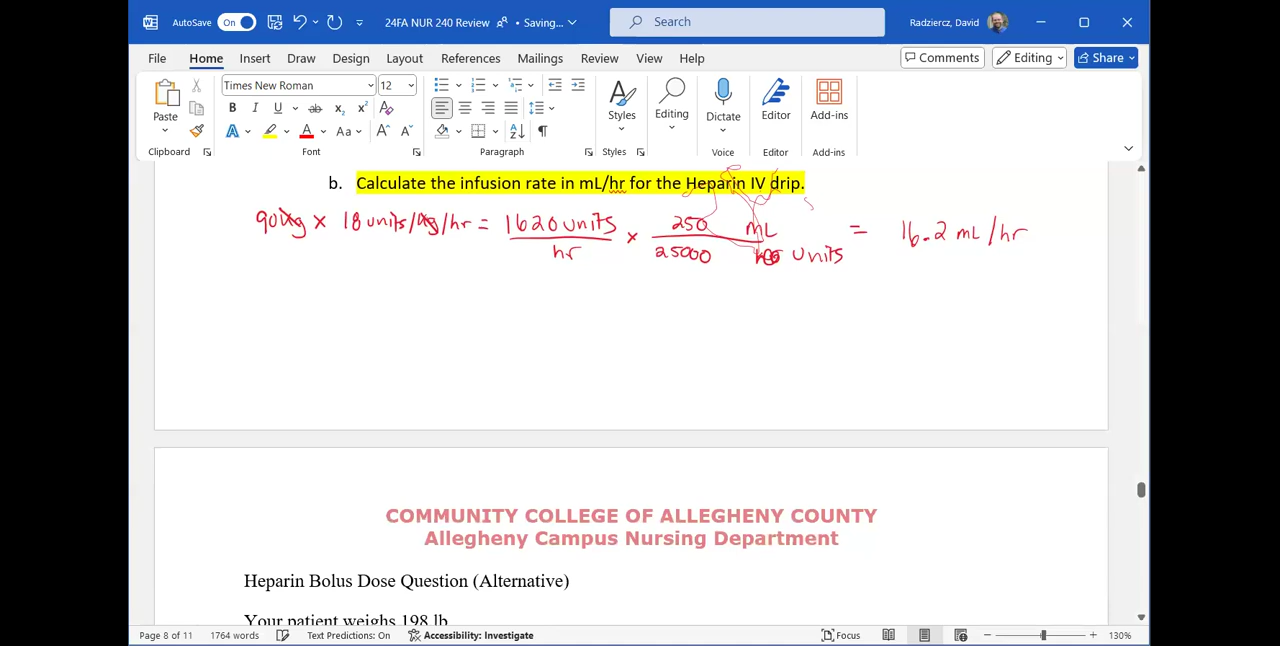 AutoSave On 24FA NUR 240 Review • Saving... Search Radziercz, David
File Home Insert Draw Design Layout References Mailings Review View Help Comments Editing Share
Times New Roman 12
Paste B I U ab x₂ x² A Styles Editing Dictate Editor Add-ins
A A Aa A A
Clipboard Font Paragraph Styles Voice Editor Add-ins
b. Calculate the infusion rate in mL/hr for the Heparin IV drip.
90kg x 18 units/kg/hr = 1620 units x 250 mL = 16.2 mL/hr
hr 25000 units
COMMUNITY COLLEGE OF ALLEGHENY COUNTY
Allegheny Campus Nursing Department
Heparin Bolus Dose Question (Alternative)
Your patient weighs 198 lb
Page 8 of 11 1764 words Text Predictions: On Accessibility: Investigate Focus 130%